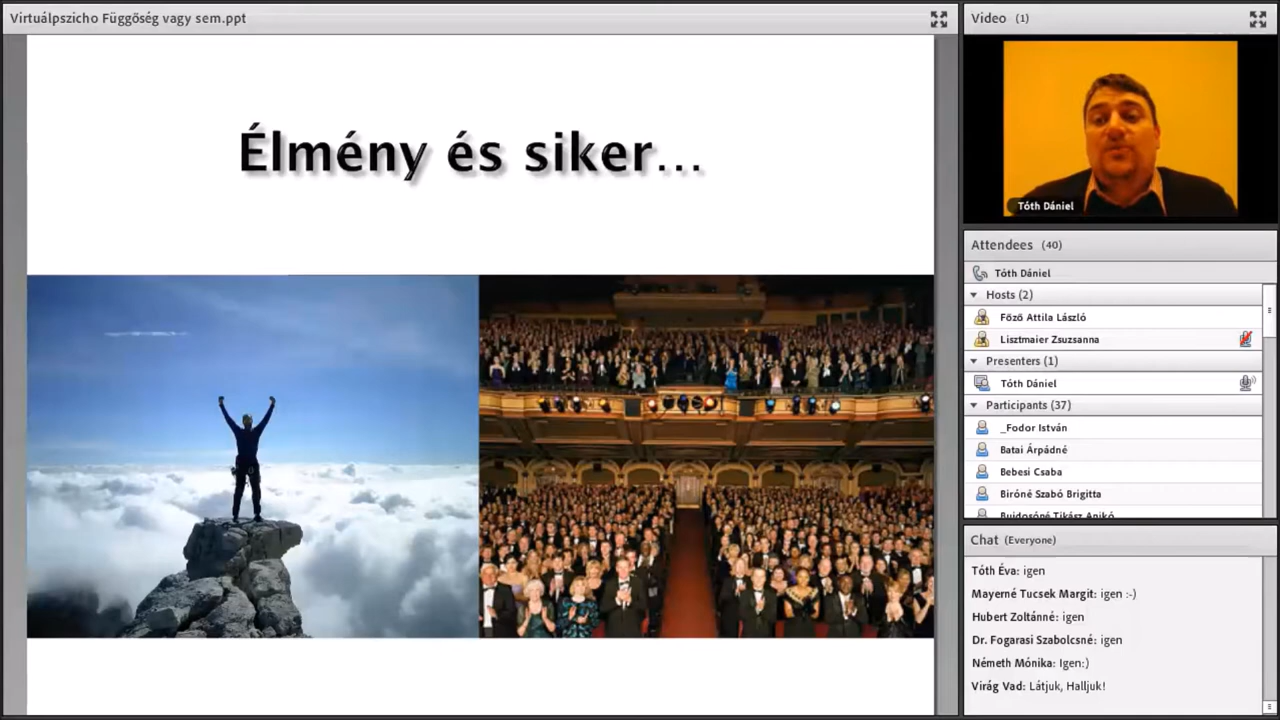 Virtuálpszicho Függőség vagy sem.ppt
Élmény és siker...
Video (1)
Tóth Dániel
Attendees (40)
Tóth Dániel
Hosts (2)
Főző Attila László
Lisztmaier Zsuzsanna
Presenters (1)
Tóth Dániel
Participants (37)
_Fodor István
Batai Árpádné
Bebesi Csaba
Biróné Szabó Brigitta
Bujdosóné Tikász Anikó
Chat (Everyone)
Tóth Éva: igen
Mayerné Tucsek Margit: igen :-)
Hubert Zoltánné: igen
Dr. Fogarasi Szabolcsné: igen
Németh Mónika: Igen:)
Virág Vad: Látjuk, Halljuk!